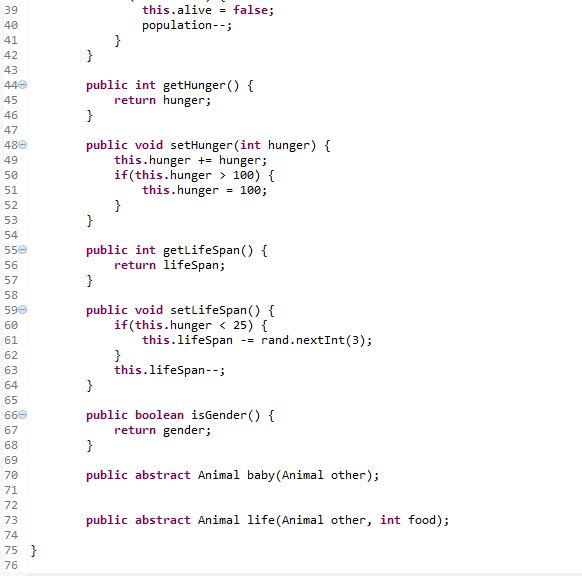 39 this.alive = false;
40 population--;
41 }
42 }
43
44 public int getHunger() {
45 return hunger;
46 }
47
48 public void setHunger(int hunger) {
49 this.hunger += hunger;
50 if(this.hunger > 100) {
51 this.hunger = 100;
52 }
53 }
54
55 public int getLifeSpan() {
56 return lifeSpan;
57 }
58
59 public void setLifeSpan() {
60 if(this.hunger < 25) {
61 this.lifeSpan -= rand.nextInt(3);
62 }
63 this.lifeSpan--;
64 }
65
66 public boolean isGender() {
67 return gender;
68 }
69
70 public abstract Animal baby(Animal other);
71
72
73 public abstract Animal life(Animal other, int food);
74
75 }
76